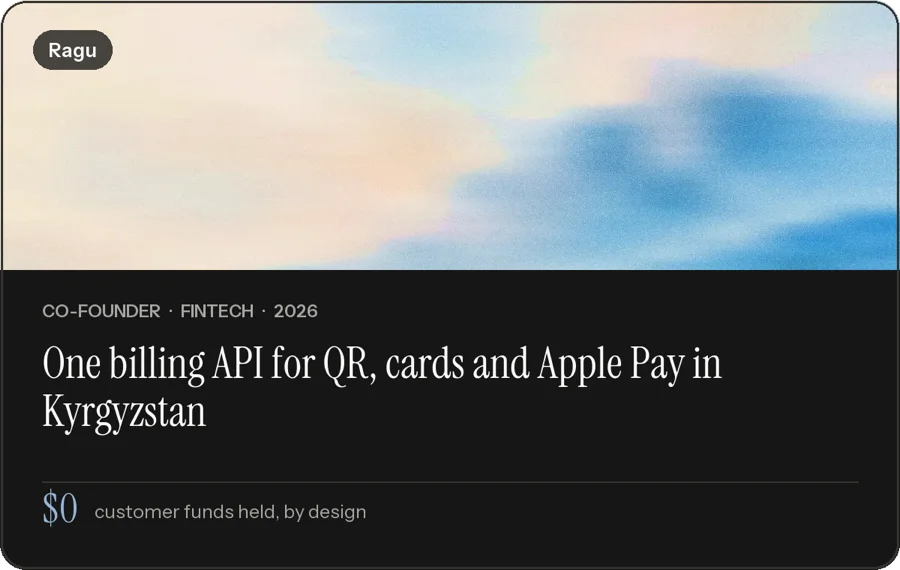 Ragu
CO-FOUNDER · FINTECH · 2026
One billing API for QR, cards and Apple Pay in
Kyrgyzstan
$0 customer funds held, by design